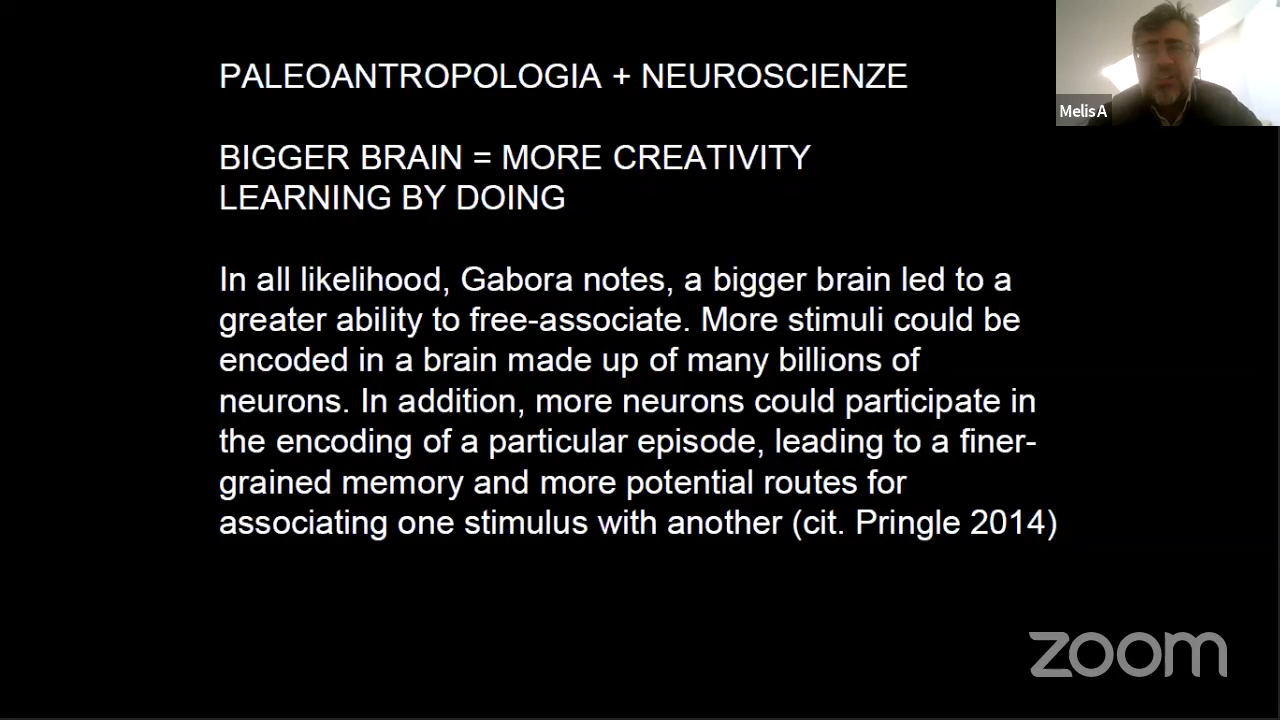 PALEOANTROPOLOGIA + NEUROSCIENZE
BIGGER BRAIN = MORE CREATIVITY
LEARNING BY DOING
In all likelihood, Gabora notes, a bigger brain led to a
greater ability to free-associate. More stimuli could be
encoded in a brain made up of many billions of
neurons. In addition, more neurons could participate in
the encoding of a particular episode, leading to a finer-
grained memory and more potential routes for
associating one stimulus with another (cit. Pringle 2014)
Melis A
zoom